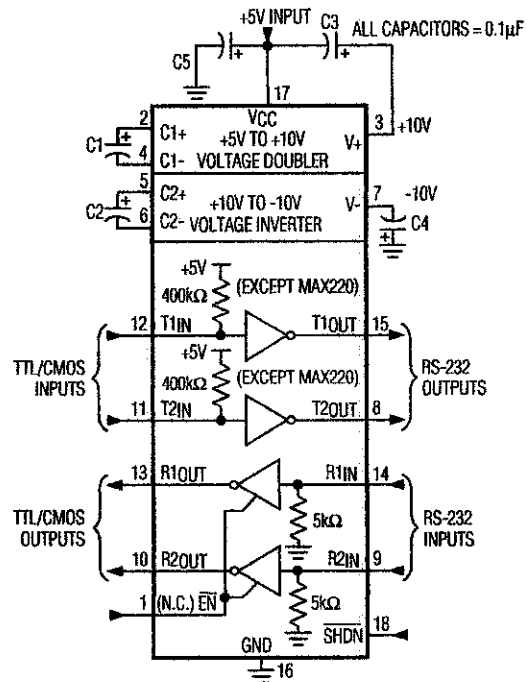 +5V INPUT
C3
ALL CAPACITORS = 0.1µF
C5
+
+
17
2
VCC
3
+10V
C1
+
C1+
+5V TO +10V
V+
4
C1-
VOLTAGE DOUBLER
5
C2+
7
-10V
C2
+
+10V TO -10V
V-
6
C2-
VOLTAGE INVERTER
C4
+
+5V
400kΩ
(EXCEPT MAX220)
12
T1IN
T1OUT
15
TTL/CMOS
INPUTS
+5V
RS-232
OUTPUTS
400kΩ
(EXCEPT MAX220)
11
T2IN
T2OUT
8
13
R1OUT
R1IN
14
TTL/CMOS
OUTPUTS
5kΩ
RS-232
INPUTS
10
R2OUT
R2IN
9
1
(N.C.) EN
5kΩ
SHDN
18
GND
16